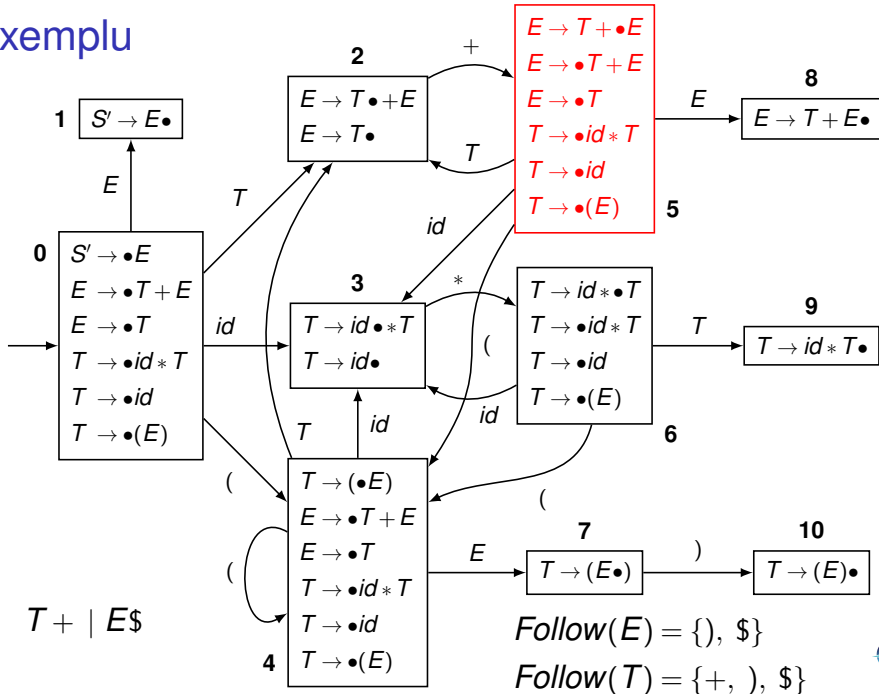 xemplu
1
S′ → E•
E
0
S′ → •E
E → •T + E
E → •T
T → •id ∗ T
T → •id
T → •(E)
T
id
(
2
E → T• + E
E → T•
+
T
5
E → T + •E
E → •T + E
E → •T
T → •id ∗ T
T → •id
T → •(E)
E
8
E → T + E•
id
(
3
T → id• ∗ T
T → id•
∗
id
6
T → id ∗ •T
T → •id ∗ T
T → •id
T → •(E)
T
9
T → id ∗ T•
(
T
id
(
4
T → (•E)
E → •T + E
E → •T
T → •id ∗ T
T → •id
T → •(E)
E
7
T → (E•)
)
10
T → (E)•
T + | E$
Follow(E) = {), $}
Follow(T) = {+, ), $}